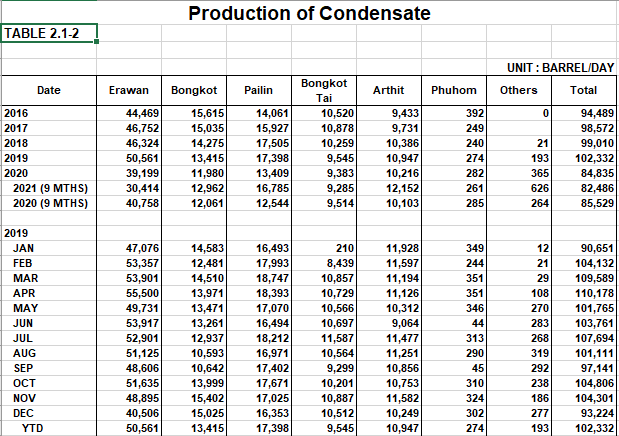 Production of Condensate
TABLE 2.1-2
UNIT : BARREL/DAY
Date Erawan Bongkot Pailin Bongkot Tai Arthit Phuhom Others Total
2016 44,469 15,615 14,061 10,520 9,433 392 0 94,489
2017 46,752 15,035 15,927 10,878 9,731 249 98,572
2018 46,324 14,275 17,505 10,259 10,386 240 21 99,010
2019 50,561 13,415 17,398 9,545 10,947 274 193 102,332
2020 39,199 11,980 13,409 9,383 10,216 282 365 84,835
2021 (9 MTHS) 30,414 12,962 16,785 9,285 12,152 261 626 82,486
2020 (9 MTHS) 40,758 12,061 12,544 9,514 10,103 285 264 85,529
2019
JAN 47,076 14,583 16,493 210 11,928 349 12 90,651
FEB 53,357 12,481 17,993 8,439 11,597 244 21 104,132
MAR 53,901 14,510 18,747 10,857 11,194 351 29 109,589
APR 55,500 13,971 18,393 10,729 11,126 351 108 110,178
MAY 49,731 13,471 17,070 10,566 10,312 346 270 101,765
JUN 53,917 13,261 16,494 10,697 9,064 44 283 103,761
JUL 52,901 12,937 18,212 11,587 11,477 313 268 107,694
AUG 51,125 10,593 16,971 10,564 11,251 290 319 101,111
SEP 48,606 10,642 17,402 9,299 10,856 45 292 97,141
OCT 51,635 13,999 17,671 10,201 10,753 310 238 104,806
NOV 48,895 15,402 17,025 10,887 11,582 324 186 104,301
DEC 40,506 15,025 16,353 10,512 10,249 302 277 93,224
YTD 50,561 13,415 17,398 9,545 10,947 274 193 102,332